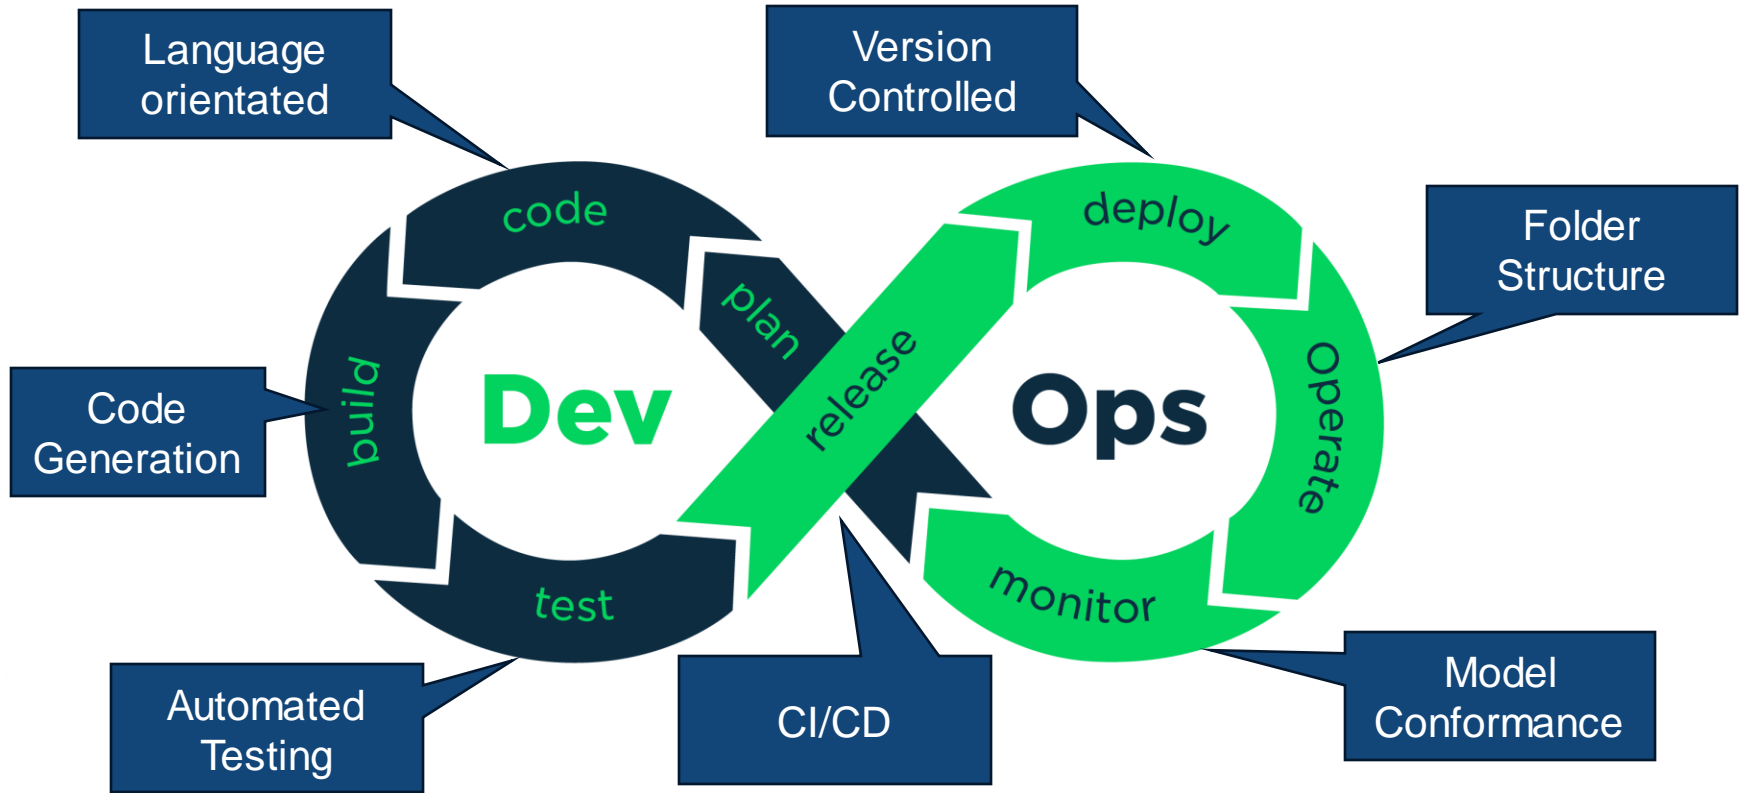 Language
orientated
Version
Controlled
code
deploy
Folder
Structure
plan
release
build
Dev
Ops
Operate
Code
Generation
test
monitor
Automated
Testing
CI/CD
Model
Conformance